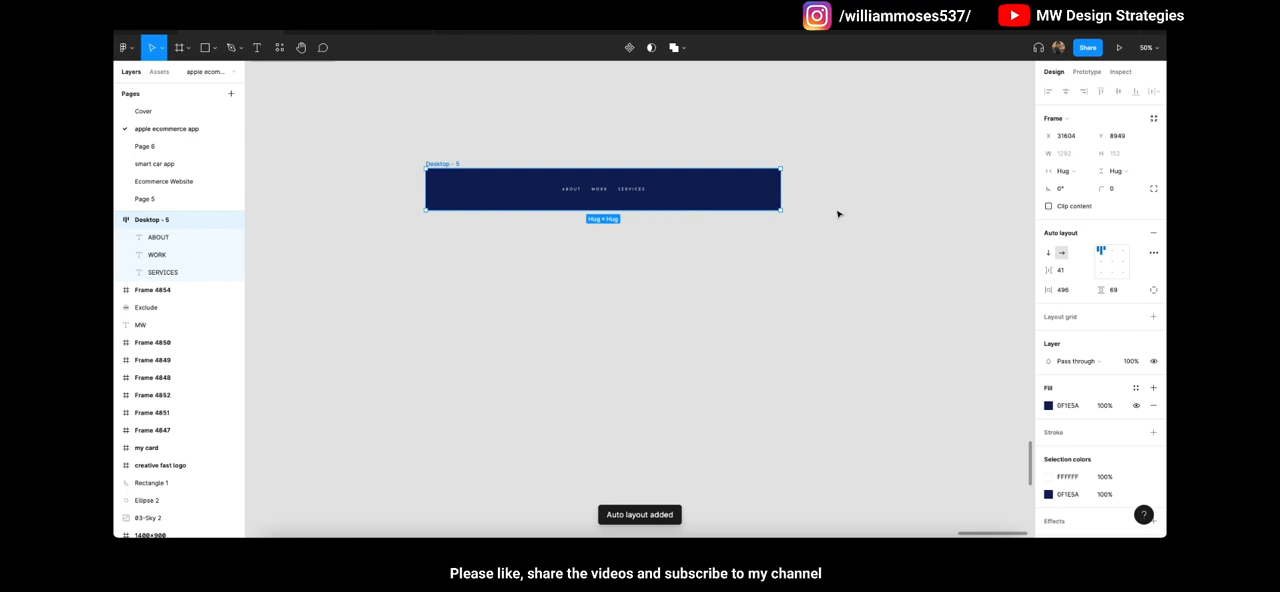 /williammoses537/ MW Design Strategies
Share 50%
Layers Assets apple ecom...
Design Prototype Inspect
Pages
Cover
apple ecommerce app
Page 6
smart car app
Ecommerce Website
Page 5
Desktop - 5
ABOUT
WORK
SERVICES
Frame 4854
Exclude
MW
Frame 4850
Frame 4849
Frame 4848
Frame 4852
Frame 4851
Frame 4847
my card
creative fast logo
Rectangle 1
Ellipse 2
03-Sky 2
1400x900
Desktop - 5
ABOUT WORK SERVICES
Hug × Hug
Auto layout added
Frame
X 31604 Y 8949
W 1292 H 152
Hug Hug
0° 0
Clip content
Auto layout
41
496 69
Layout grid
Layer
Pass through 100%
Fill
0F1E5A 100%
Stroke
Selection colors
FFFFFF 100%
0F1E5A 100%
Effects
?
Please like, share the videos and subscribe to my channel